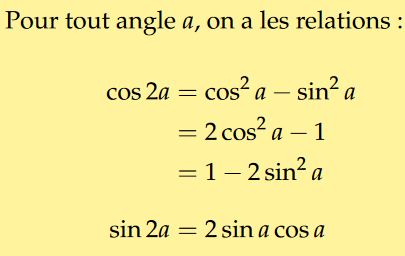 Pour tout angle a, on a les relations :
cos 2a = cos² a − sin² a
= 2 cos² a − 1
= 1 − 2 sin² a
sin 2a = 2 sin a cos a